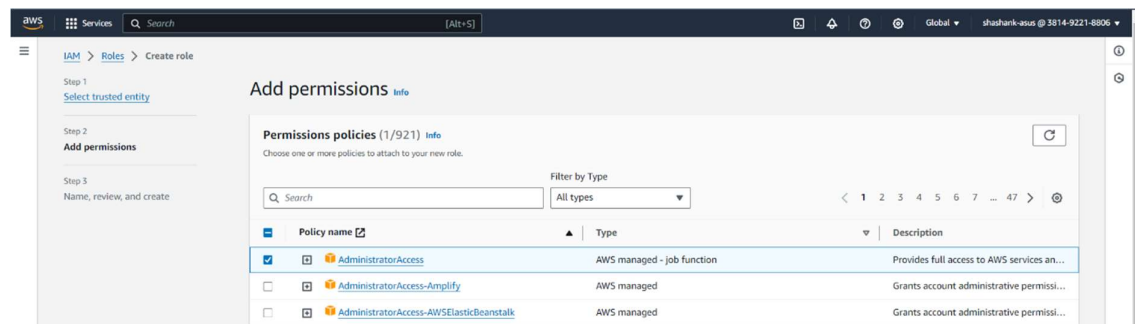 aws Services Search [Alt+S] Global shashank-asus @ 3814-9221-8806
IAM > Roles > Create role
Step 1
Select trusted entity
Step 2
Add permissions
Step 3
Name, review, and create
Add permissions Info
Permissions policies (1/921) Info
Choose one or more policies to attach to your new role.
Filter by Type
Search All types 1 2 3 4 5 6 7 ... 47
Policy name Type Description
AdministratorAccess AWS managed - job function Provides full access to AWS services an...
AdministratorAccess-Amplify AWS managed Grants account administrative permissi...
AdministratorAccess-AWSElasticBeanstalk AWS managed Grants account administrative permissi...